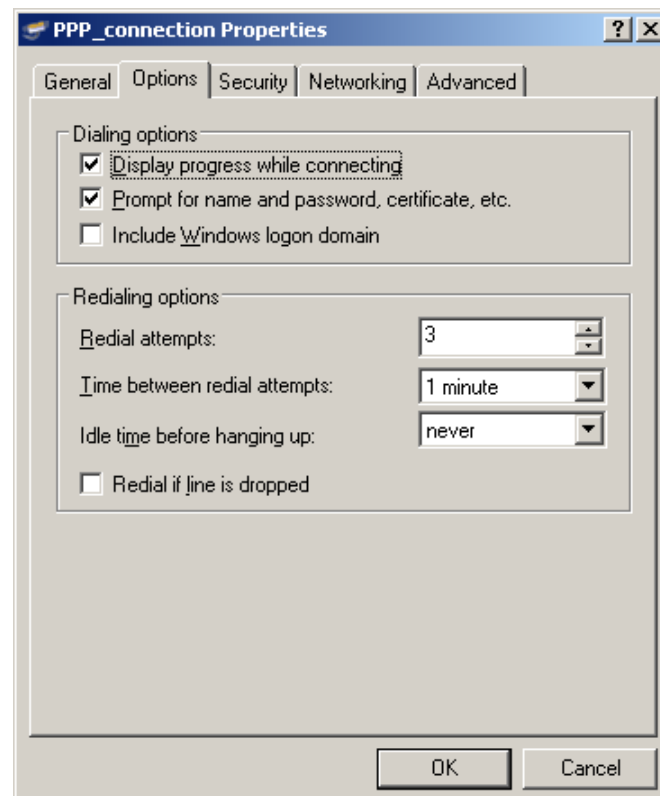 PPP_connection Properties
General Options Security Networking Advanced
Dialing options
Display progress while connecting
Prompt for name and password, certificate, etc.
Include Windows logon domain
Redialing options
Redial attempts: 3
Time between redial attempts: 1 minute
Idle time before hanging up: never
Redial if line is dropped
OK Cancel